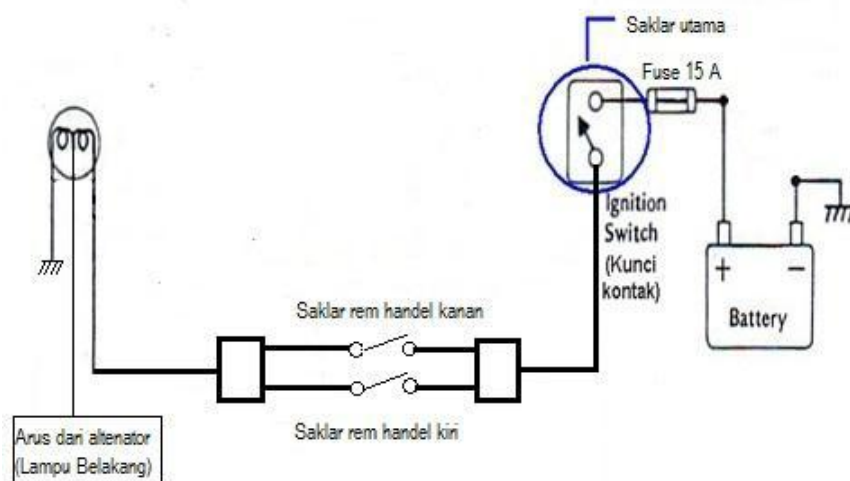 Saklar utama
Fuse 15 A
Ignition
Switch
(Kunci
kontak)
+ −
Battery
Saklar rem handel kanan
Saklar rem handel kiri
Arus dari altenator
(Lampu Belakang)